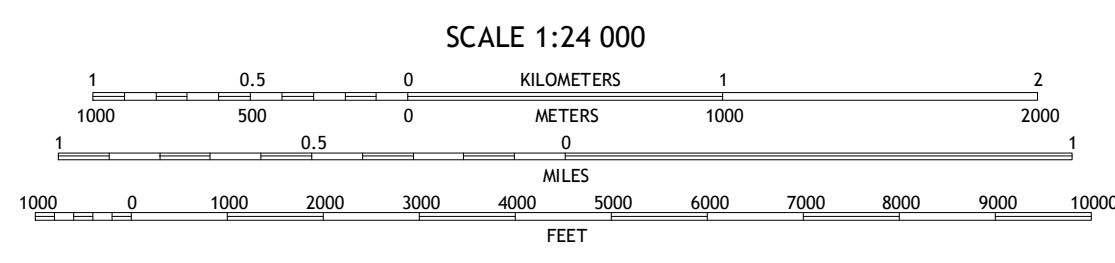 SCALE 1:24 000
1 0.5 0 KILOMETERS 1 2
1000 500 0 METERS 1000 2000
1 0.5 0 1
MILES
1000 0 1000 2000 3000 4000 5000 6000 7000 8000 9000 10000
FEET